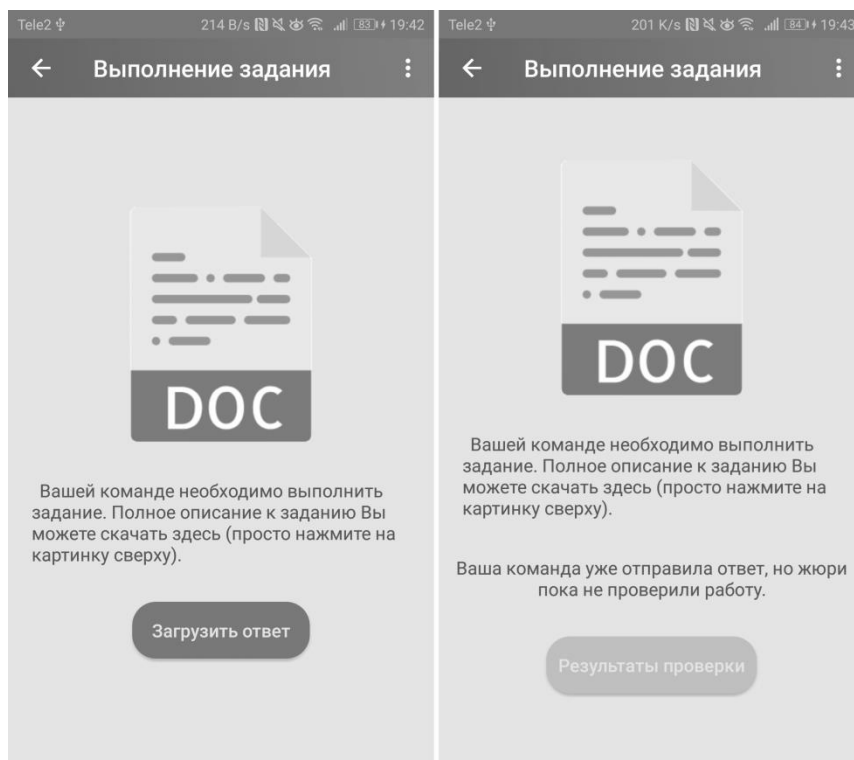 Tele2 214 B/s 83 19:42
Выполнение задания
DOC
Вашей команде необходимо выполнить
задание. Полное описание к заданию Вы
можете скачать здесь (просто нажмите на
картинку сверху).
Загрузить ответ
Tele2 201 K/s 84 19:43
Выполнение задания
DOC
Вашей команде необходимо выполнить
задание. Полное описание к заданию Вы
можете скачать здесь (просто нажмите на
картинку сверху).
Ваша команда уже отправила ответ, но жюри
пока не проверили работу.
Результаты проверки